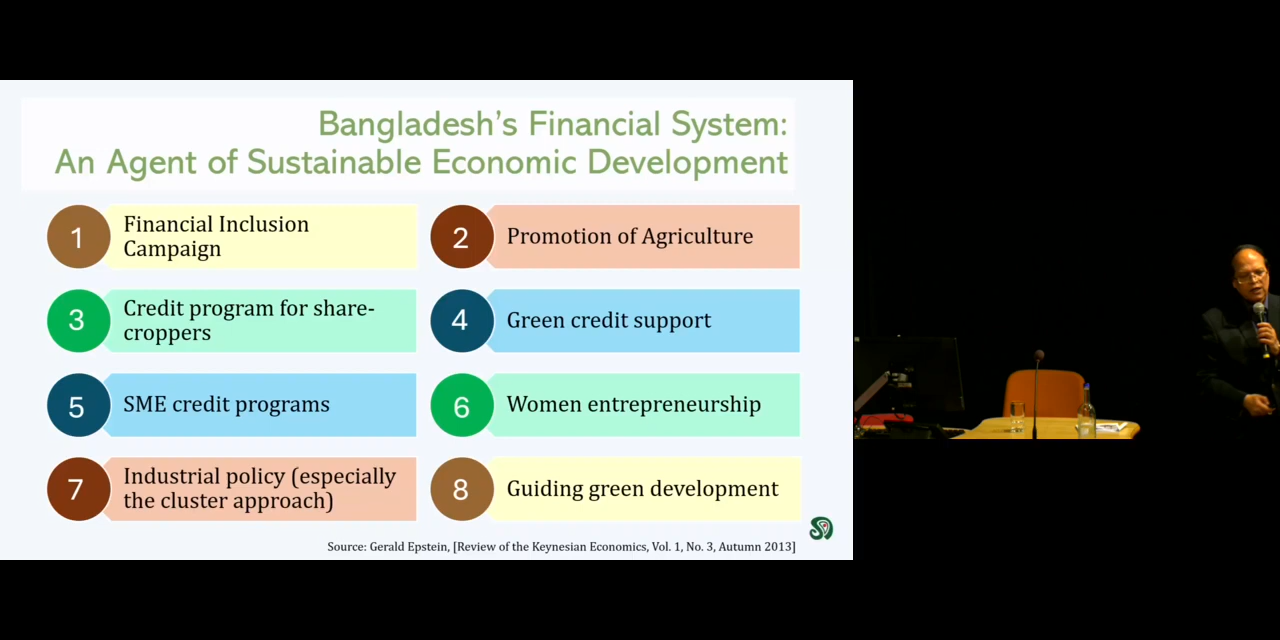 Bangladesh's Financial System:
An Agent of Sustainable Economic Development
1
Financial Inclusion
Campaign
2
Promotion of Agriculture
3
Credit program for share-
croppers
4
Green credit support
5
SME credit programs
6
Women entrepreneurship
7
Industrial policy (especially
the cluster approach)
8
Guiding green development
Source: Gerald Epstein, [Review of the Keynesian Economics, Vol. 1, No. 3, Autumn 2013]